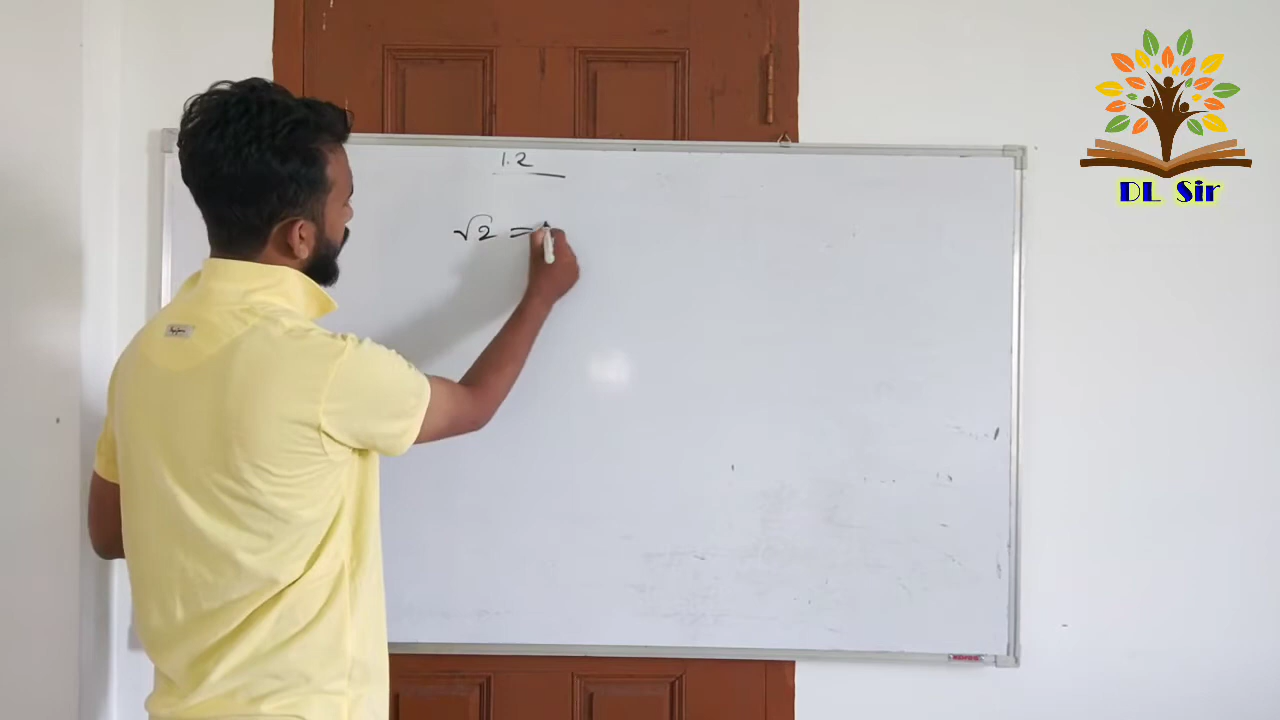 1.2
√2 =
DL Sir